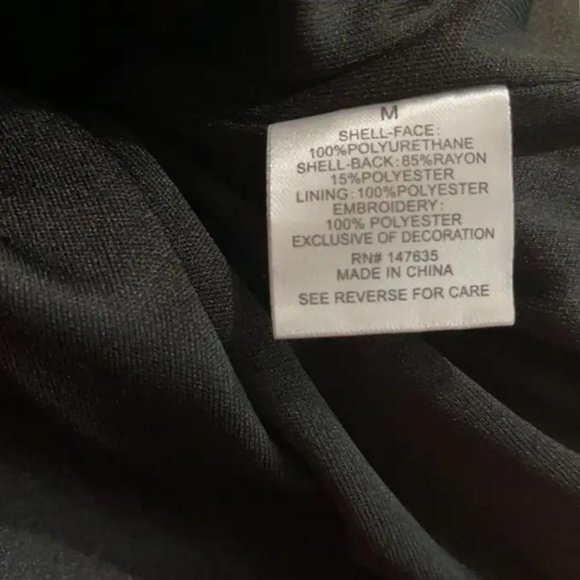 M
SHELL-FACE:
100%POLYURETHANE
SHELL-BACK:85%RAYON
15%POLYESTER
LINING:100%POLYESTER
EMBROIDERY:
100% POLYESTER
EXCLUSIVE OF DECORATION
RN# 147635
MADE IN CHINA
SEE REVERSE FOR CARE